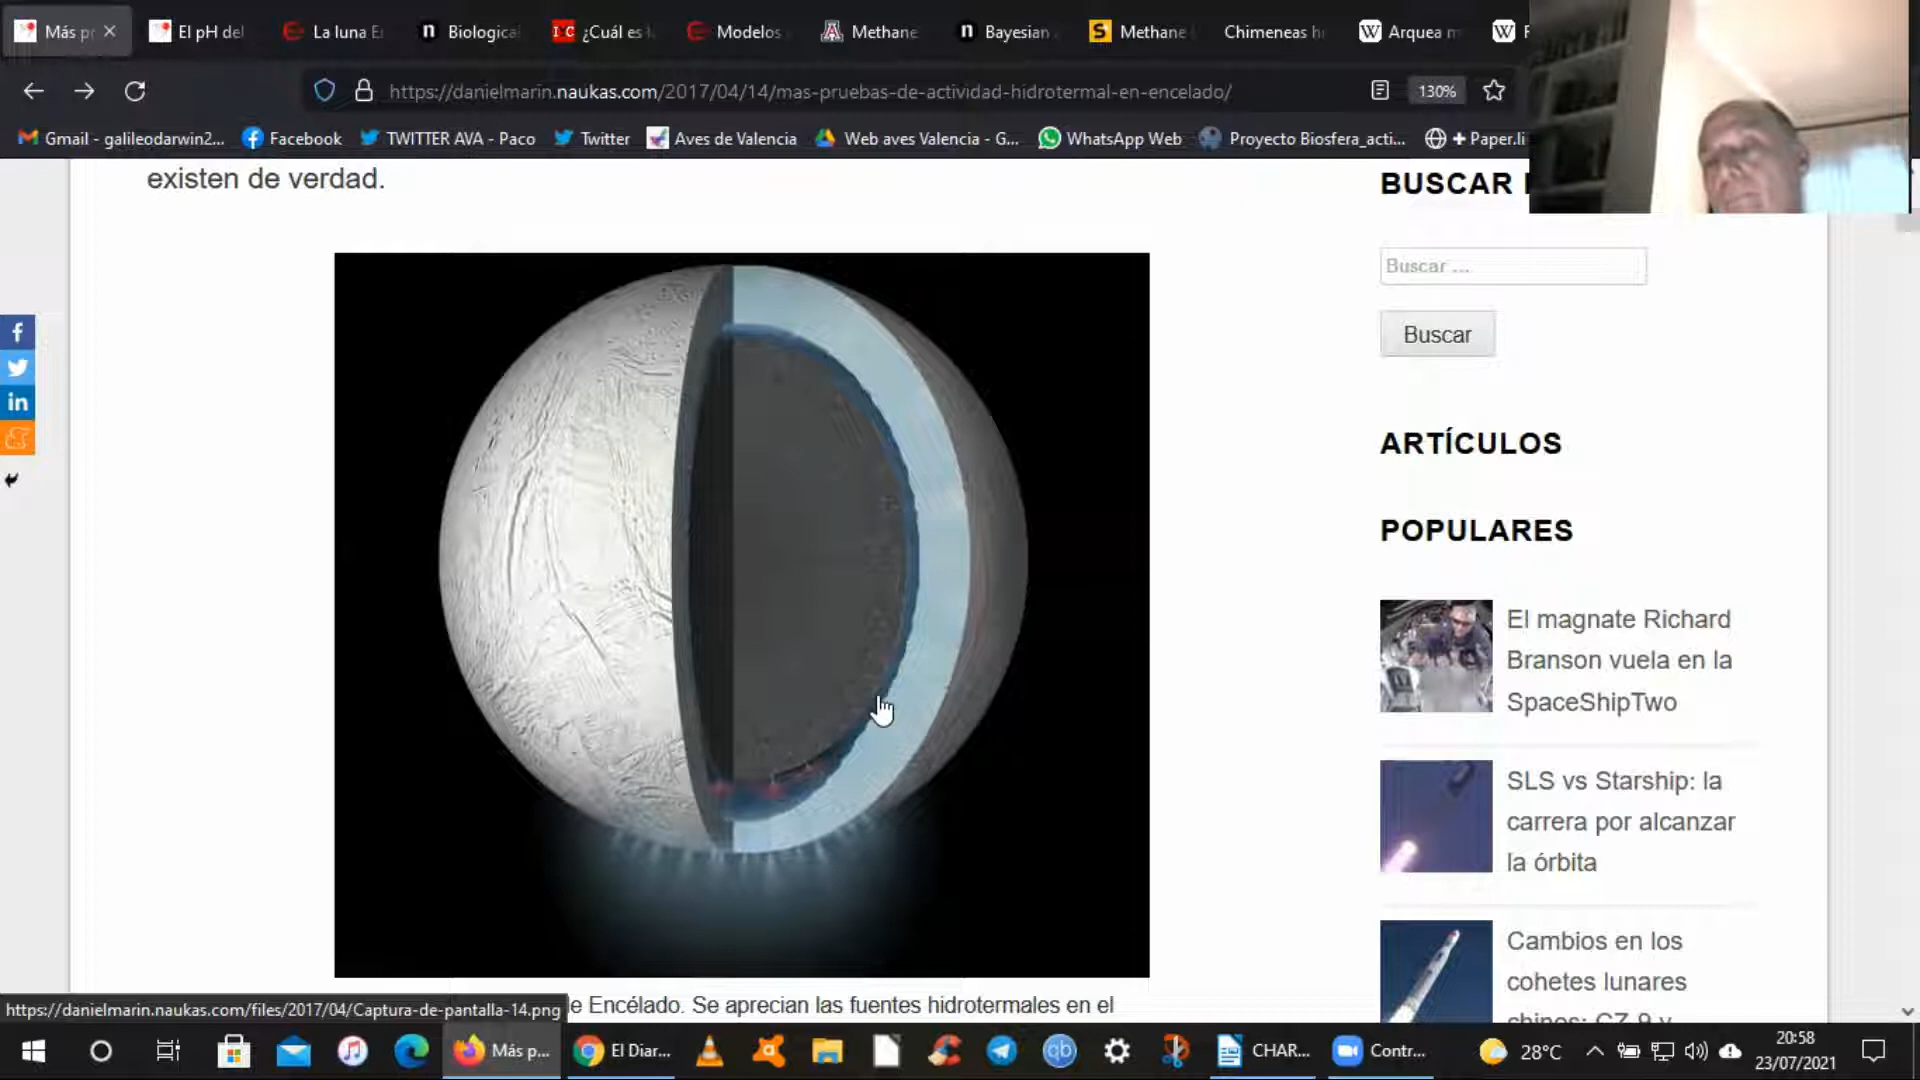 Más pr
El pH del
La luna E
Biologica
¿Cuál es l
Modelos
Methane
Bayesian
Methane
Chimeneas h
Arquea m
https://danielmarin.naukas.com/2017/04/14/mas-pruebas-de-actividad-hidrotermal-en-encelado/
130%
Gmail - galileodarwin2...
Facebook
TWITTER AVA - Paco
Twitter
Aves de Valencia
Web aves Valencia - G...
WhatsApp Web
Proyecto Biosfera_acti...
+ Paper.li
existen de verdad.
BUSCAR
Buscar ...
Buscar
ARTÍCULOS
POPULARES
El magnate Richard
Branson vuela en la
SpaceShipTwo
SLS vs Starship: la
carrera por alcanzar
la órbita
Cambios en los
cohetes lunares
chinos: CZ-9 y
https://danielmarin.naukas.com/files/2017/04/Captura-de-pantalla-14.png
de Encélado. Se aprecian las fuentes hidrotermales en el
Más p...
El Diar...
CHAR...
Contr...
28°C
20:58
23/07/2021